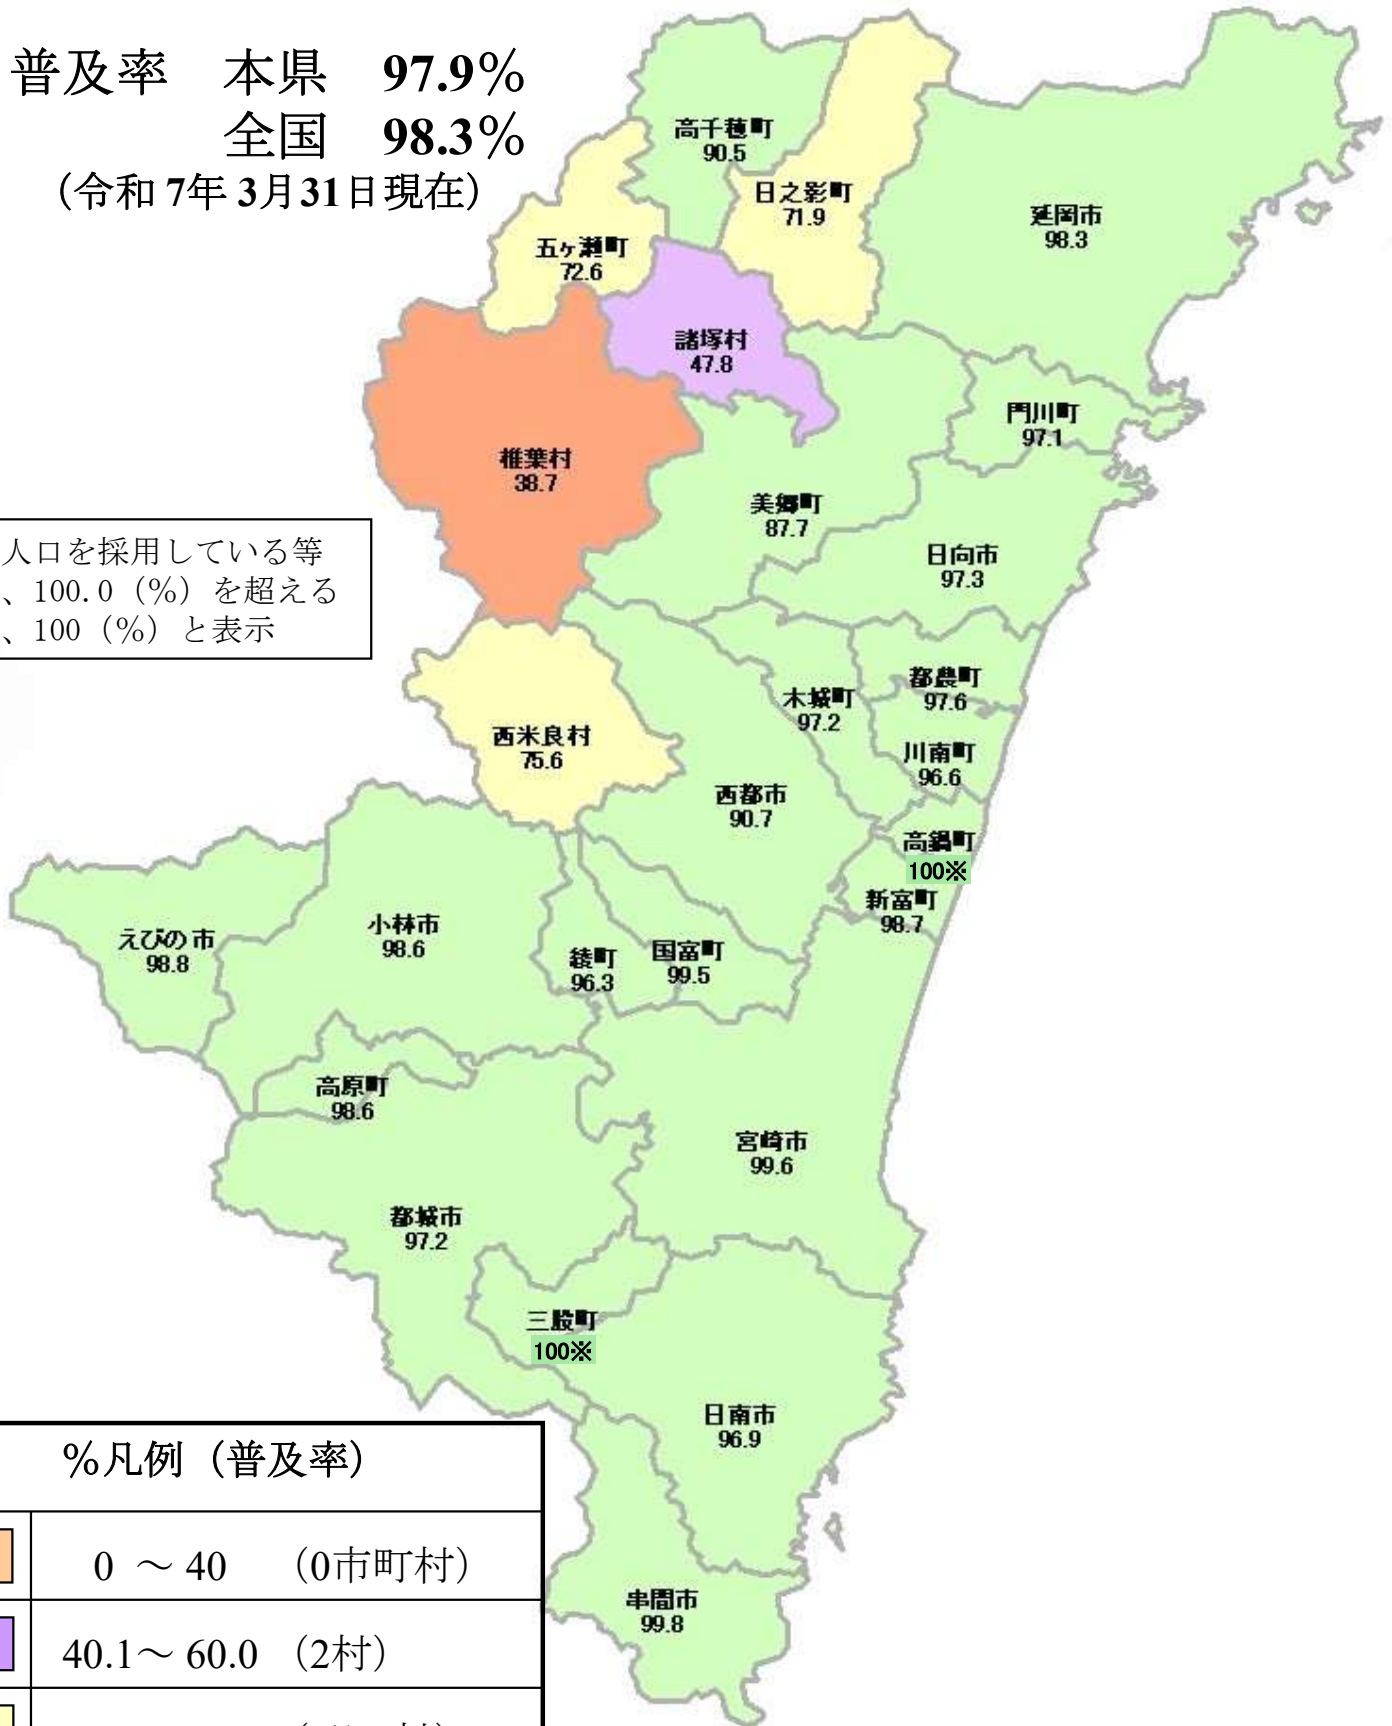 普及率 本県 97.9%
全国 98.3%
（令和 7年 3月31日現在）
高千穂町
90.5
日之影町
71.9
延岡市
98.3
五ヶ瀬町
72.6
諸塚村
47.8
門川町
97.1
椎葉村
38.7
美郷町
87.7
日向市
97.3
人口を採用している等
、100.0（%）を超える
、100（%）と表示
都農町
97.6
木城町
97.2
西米良村
75.6
川南町
96.6
西都市
90.7
高鍋町
100※
新富町
98.7
小林市
98.6
えびの市
98.8
綾町
96.3
国富町
99.5
高原町
98.6
宮崎市
99.6
都城市
97.2
三股町
100※
日南市
96.9
%凡例（普及率）
0 ～ 40 （0市町村）
40.1～ 60.0 （2村）
串間市
99.8